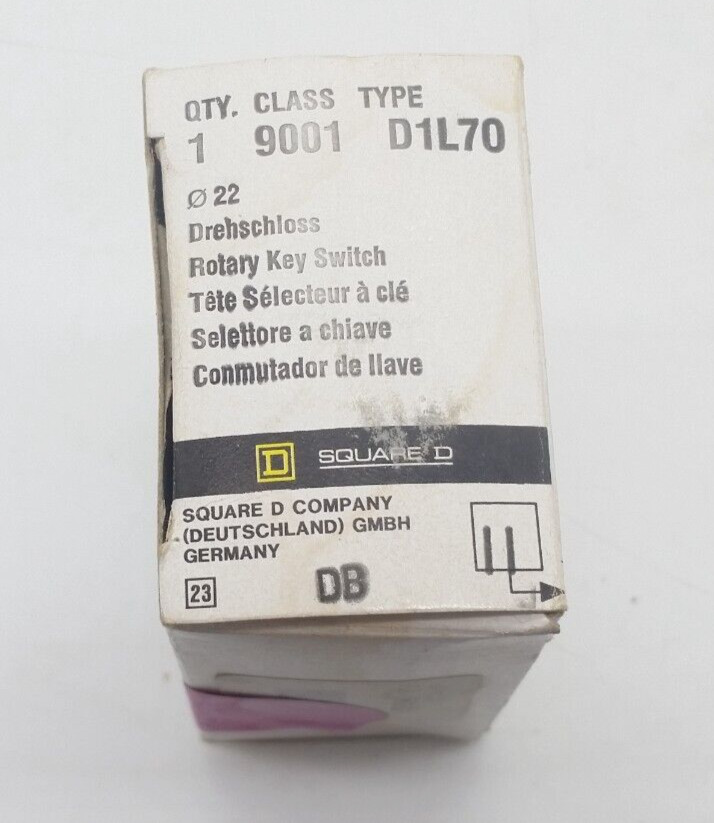 QTY. CLASS TYPE
1 9001 D1L70
Ø 22
Drehschloss
Rotary Key Switch
Tête Sélecteur à clé
Selettore a chiave
Conmutador de llave
D SQUARE D
SQUARE D COMPANY
(DEUTSCHLAND) GMBH
GERMANY
23 DB